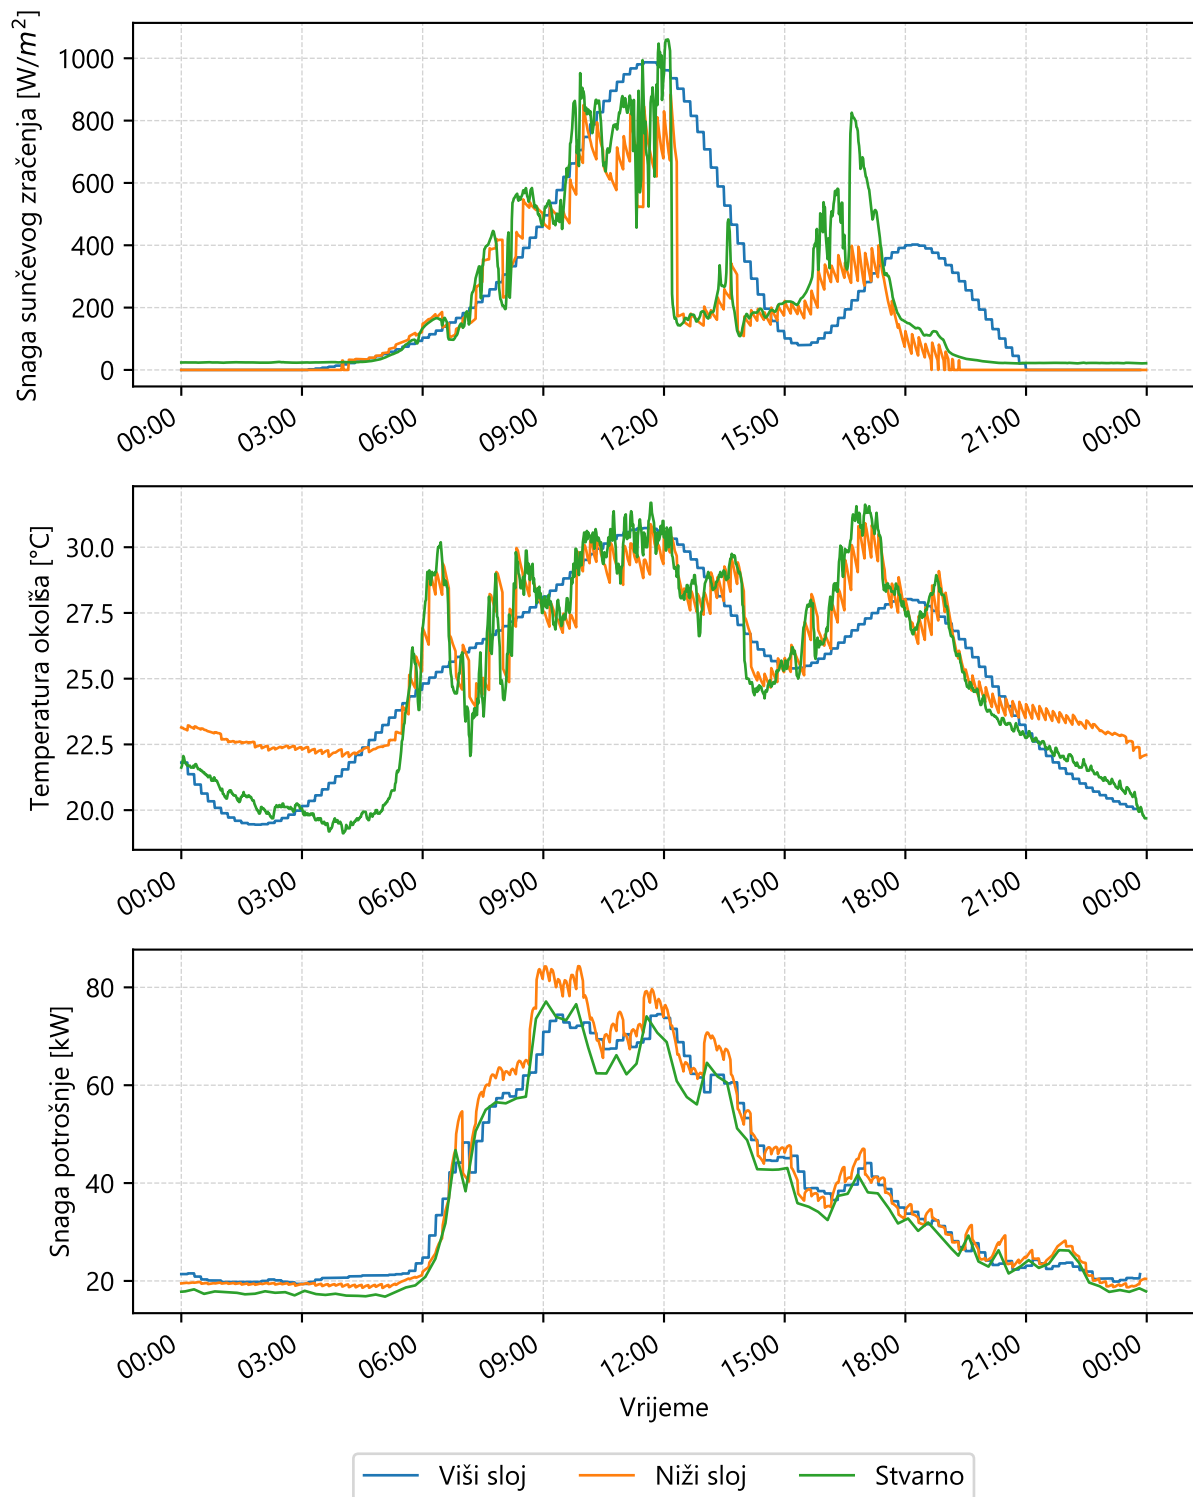 Snaga sunčevog zračenja [W/m²]
1000
800
600
400
200
0
00:00 03:00 06:00 09:00 12:00 15:00 18:00 21:00 00:00
Temperatura okolša [°C]
30.0
27.5
25.0
22.5
20.0
00:00 03:00 06:00 09:00 12:00 15:00 18:00 21:00 00:00
Snaga potrošnje [kW]
80
60
40
20
00:00 03:00 06:00 09:00 12:00 15:00 18:00 21:00 00:00
Vrijeme
Viši sloj Niži sloj Stvarno